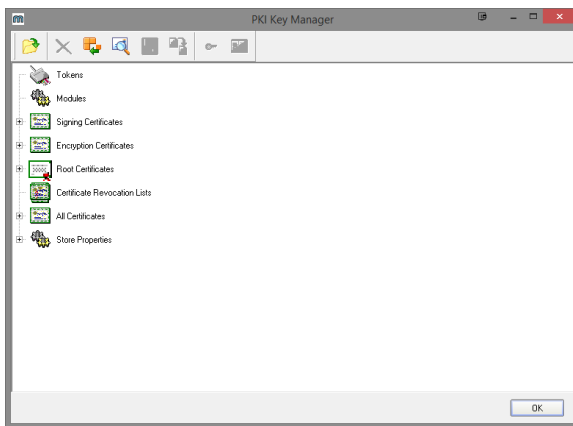 m
PKI Key Manager
Tokens
Modules
Signing Certificates
Encryption Certificates
Root Certificates
Certificate Revocation Lists
All Certificates
Store Properties
OK